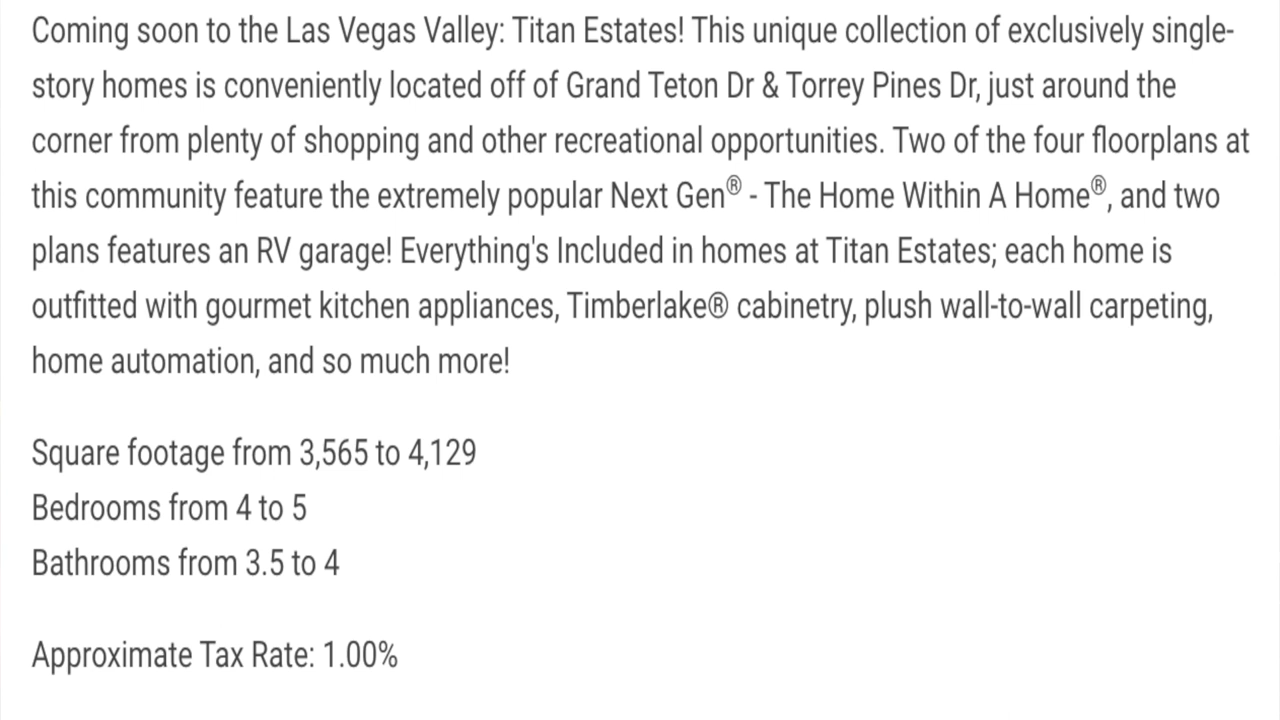 Coming soon to the Las Vegas Valley: Titan Estates! This unique collection of exclusively single-
story homes is conveniently located off of Grand Teton Dr & Torrey Pines Dr, just around the
corner from plenty of shopping and other recreational opportunities. Two of the four floorplans at
this community feature the extremely popular Next Gen® - The Home Within A Home®, and two
plans features an RV garage! Everything's Included in homes at Titan Estates; each home is
outfitted with gourmet kitchen appliances, Timberlake® cabinetry, plush wall-to-wall carpeting,
home automation, and so much more!
Square footage from 3,565 to 4,129
Bedrooms from 4 to 5
Bathrooms from 3.5 to 4
Approximate Tax Rate: 1.00%